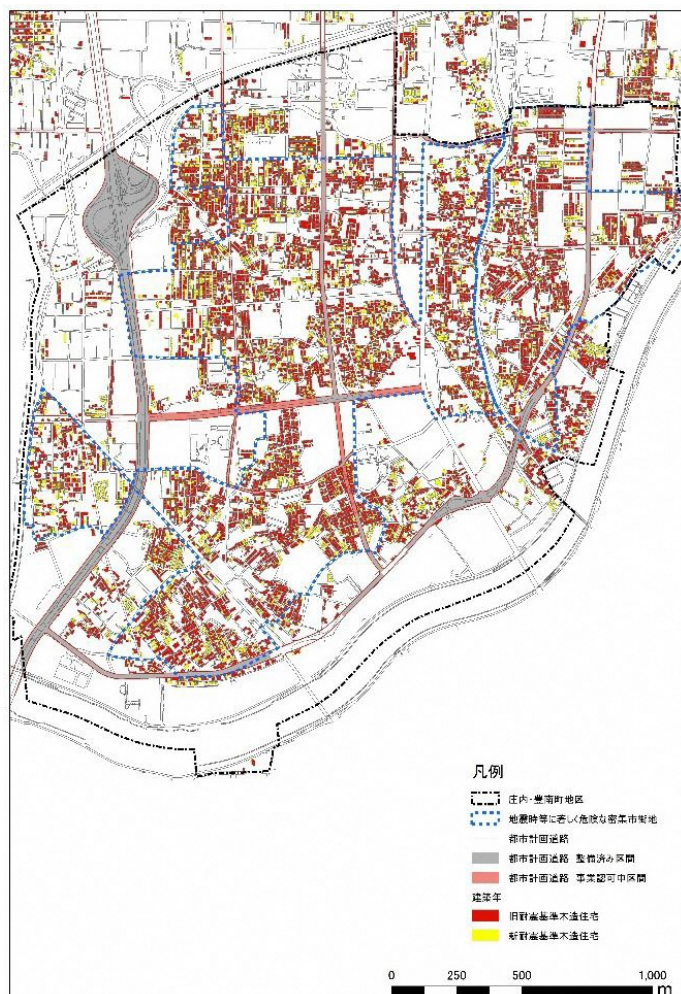 凡例
庄内・豊南町地区
地震時等に著しく危険な密集市街地
都市計画道路
都市計画道路 整備済み区間
都市計画道路 事業認可中区間
建築年
旧耐震基準木造住宅
新耐震基準木造住宅
0 250 500 1,000
m